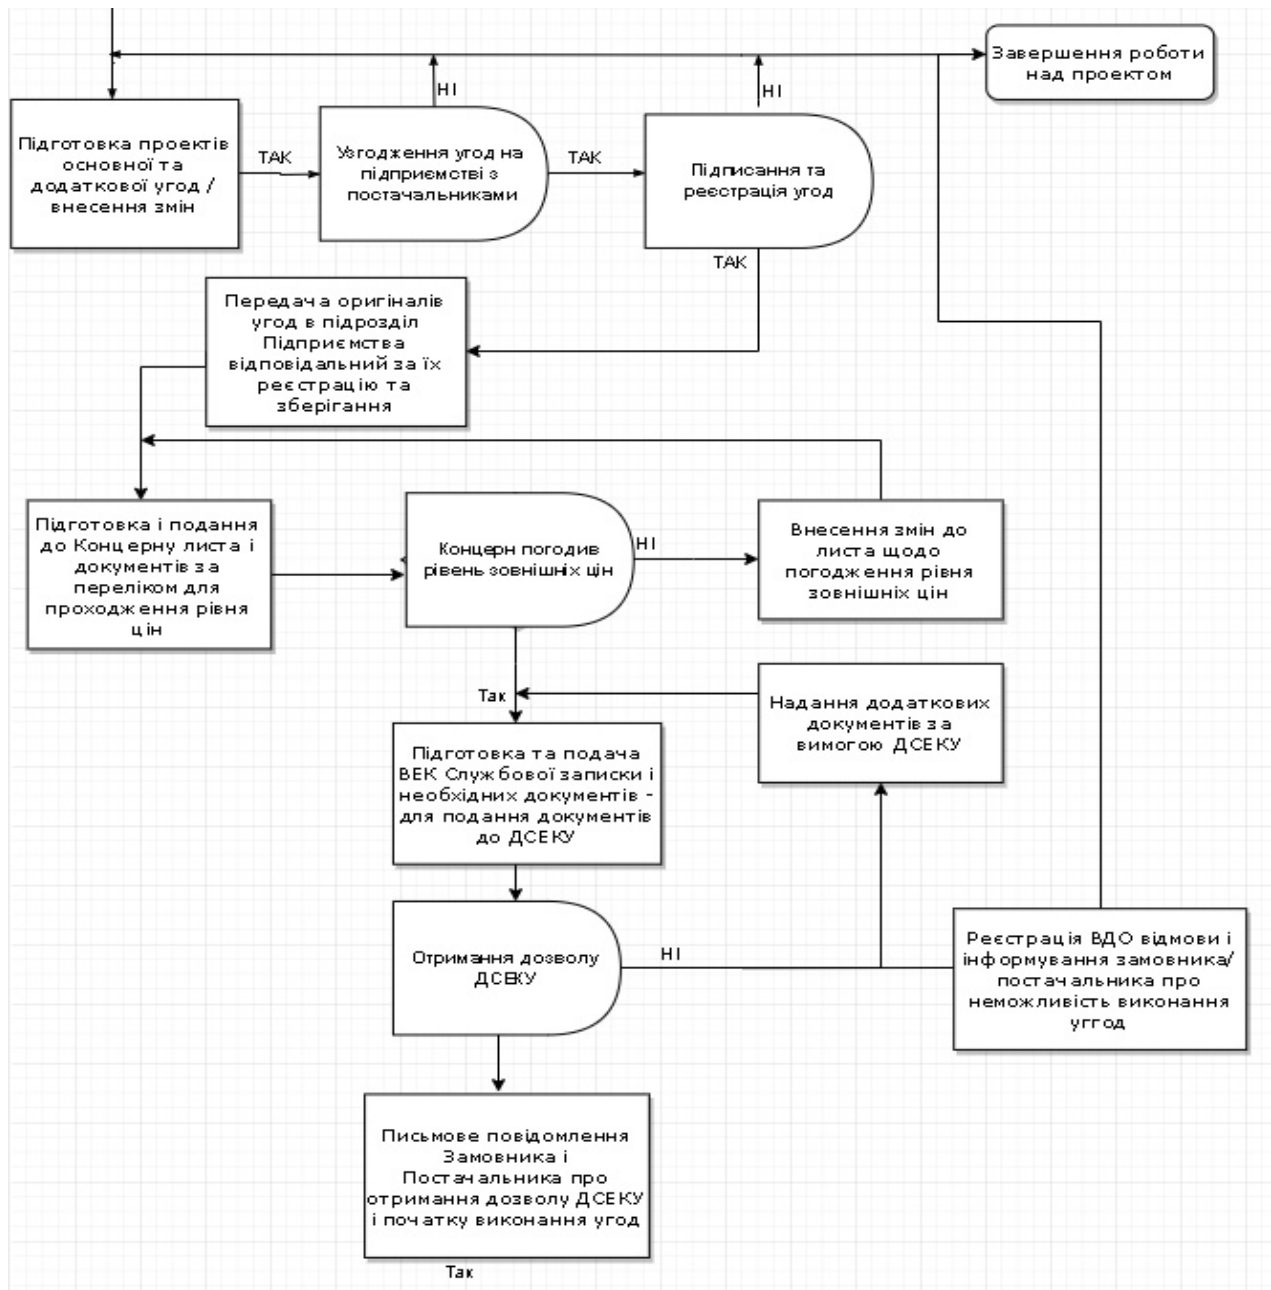 Завершення роботи
над проектом
НІ
НІ
Підготовка проектів
основної та
додаткової угод /
внесення змін
ТАК
Узгодження угод на
підприємстві з
постачальниками
ТАК
Підписання та
реєстрація угод
ТАК
Передача оригіналів
угод в підрозділ
Підприємства
відповідальний за їх
реєстрацію та
зберігання
Підготовка і подання
до Концерну листа і
документів за
переліком для
проходження рівня
цін
Концерн погодив
рівень зовнішніх цін
НІ
Внесення змін до
листа щодо
погодження рівня
зовнішніх цін
Так
Надання додаткових
документів за
вимогою ДСЕКУ
Підготовка та подача
ВЕК Службової записки і
необхідних документів -
для подання документів
до ДСЕКУ
Отримання дозволу
ДСЕКУ
НІ
Реєстрація ВДО відмови і
інформування замовника/
постачальника про
неможливість виконання
уггод
Письмове повідомлення
Замовника і
Постачальника про
отримання дозволу ДСЕКУ
і початку виконання угод
Так